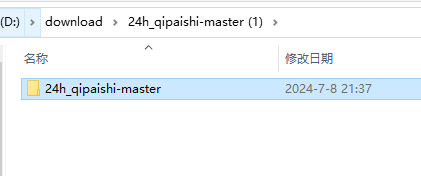 (D:) > download > 24h_qipaishi-master (1) >
名称 修改日期
24h_qipaishi-master 2024-7-8 21:37